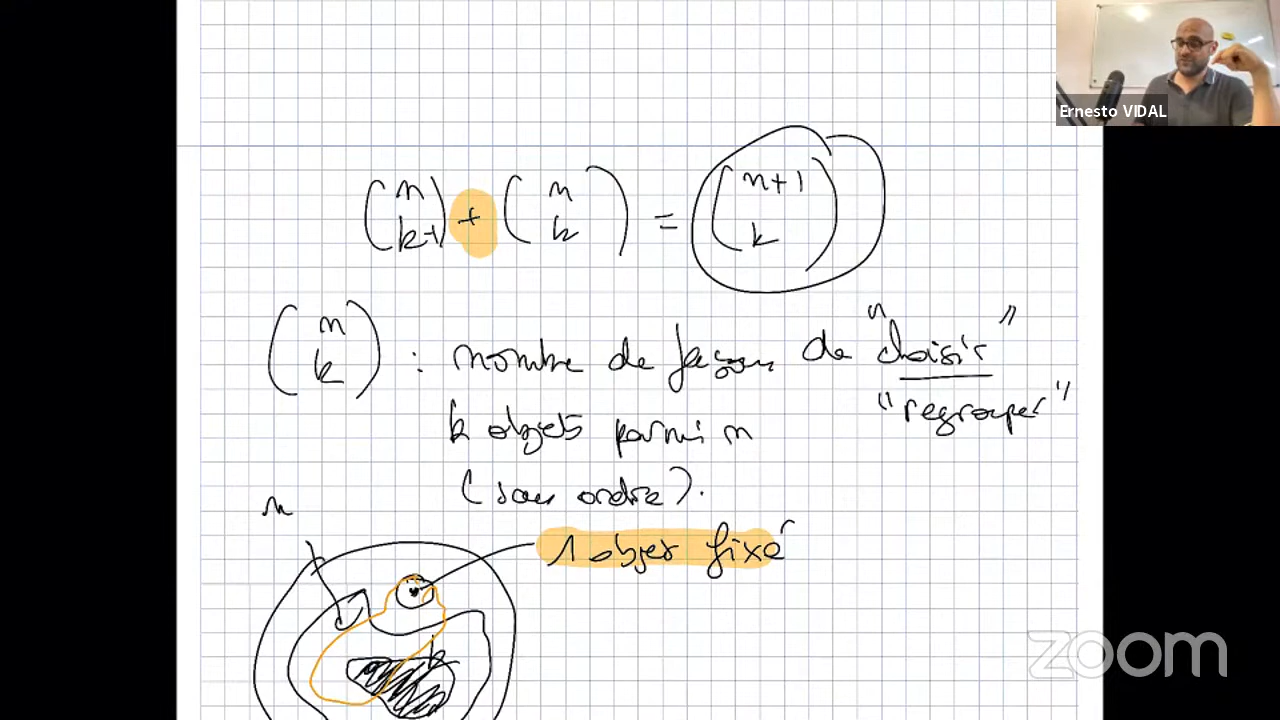 Ernesto VIDAL
(n k-1) + (n k) = (n+1 k)
(n k) : nombre de façons de "choisir"
"regrouper"
k objets parmi n
(sans ordre).
n
1 objet fixé
zoom